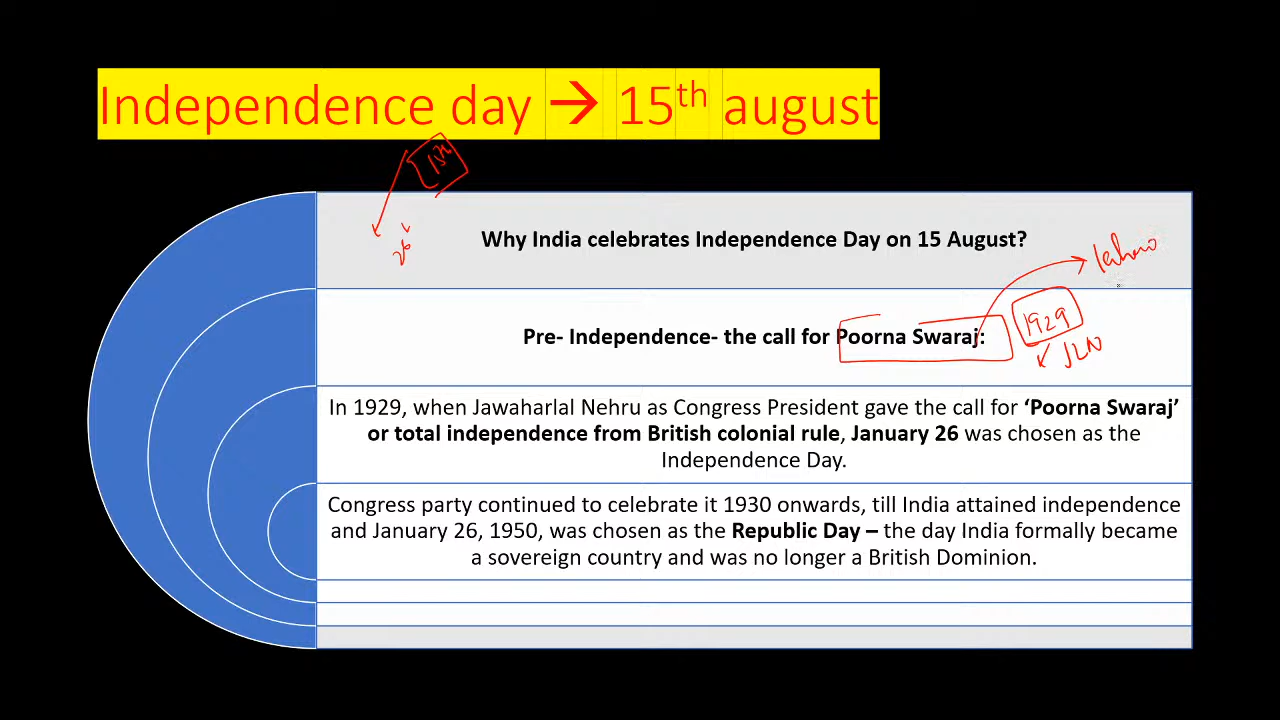 Independence day → 15th august
15th
26
Why India celebrates Independence Day on 15 August?
Pre- Independence- the call for Poorna Swaraj:
1929
JLN
In 1929, when Jawaharlal Nehru as Congress President gave the call for ‘Poorna Swaraj’
or total independence from British colonial rule, January 26 was chosen as the
Independence Day.
Congress party continued to celebrate it 1930 onwards, till India attained independence
and January 26, 1950, was chosen as the Republic Day – the day India formally became
a sovereign country and was no longer a British Dominion.